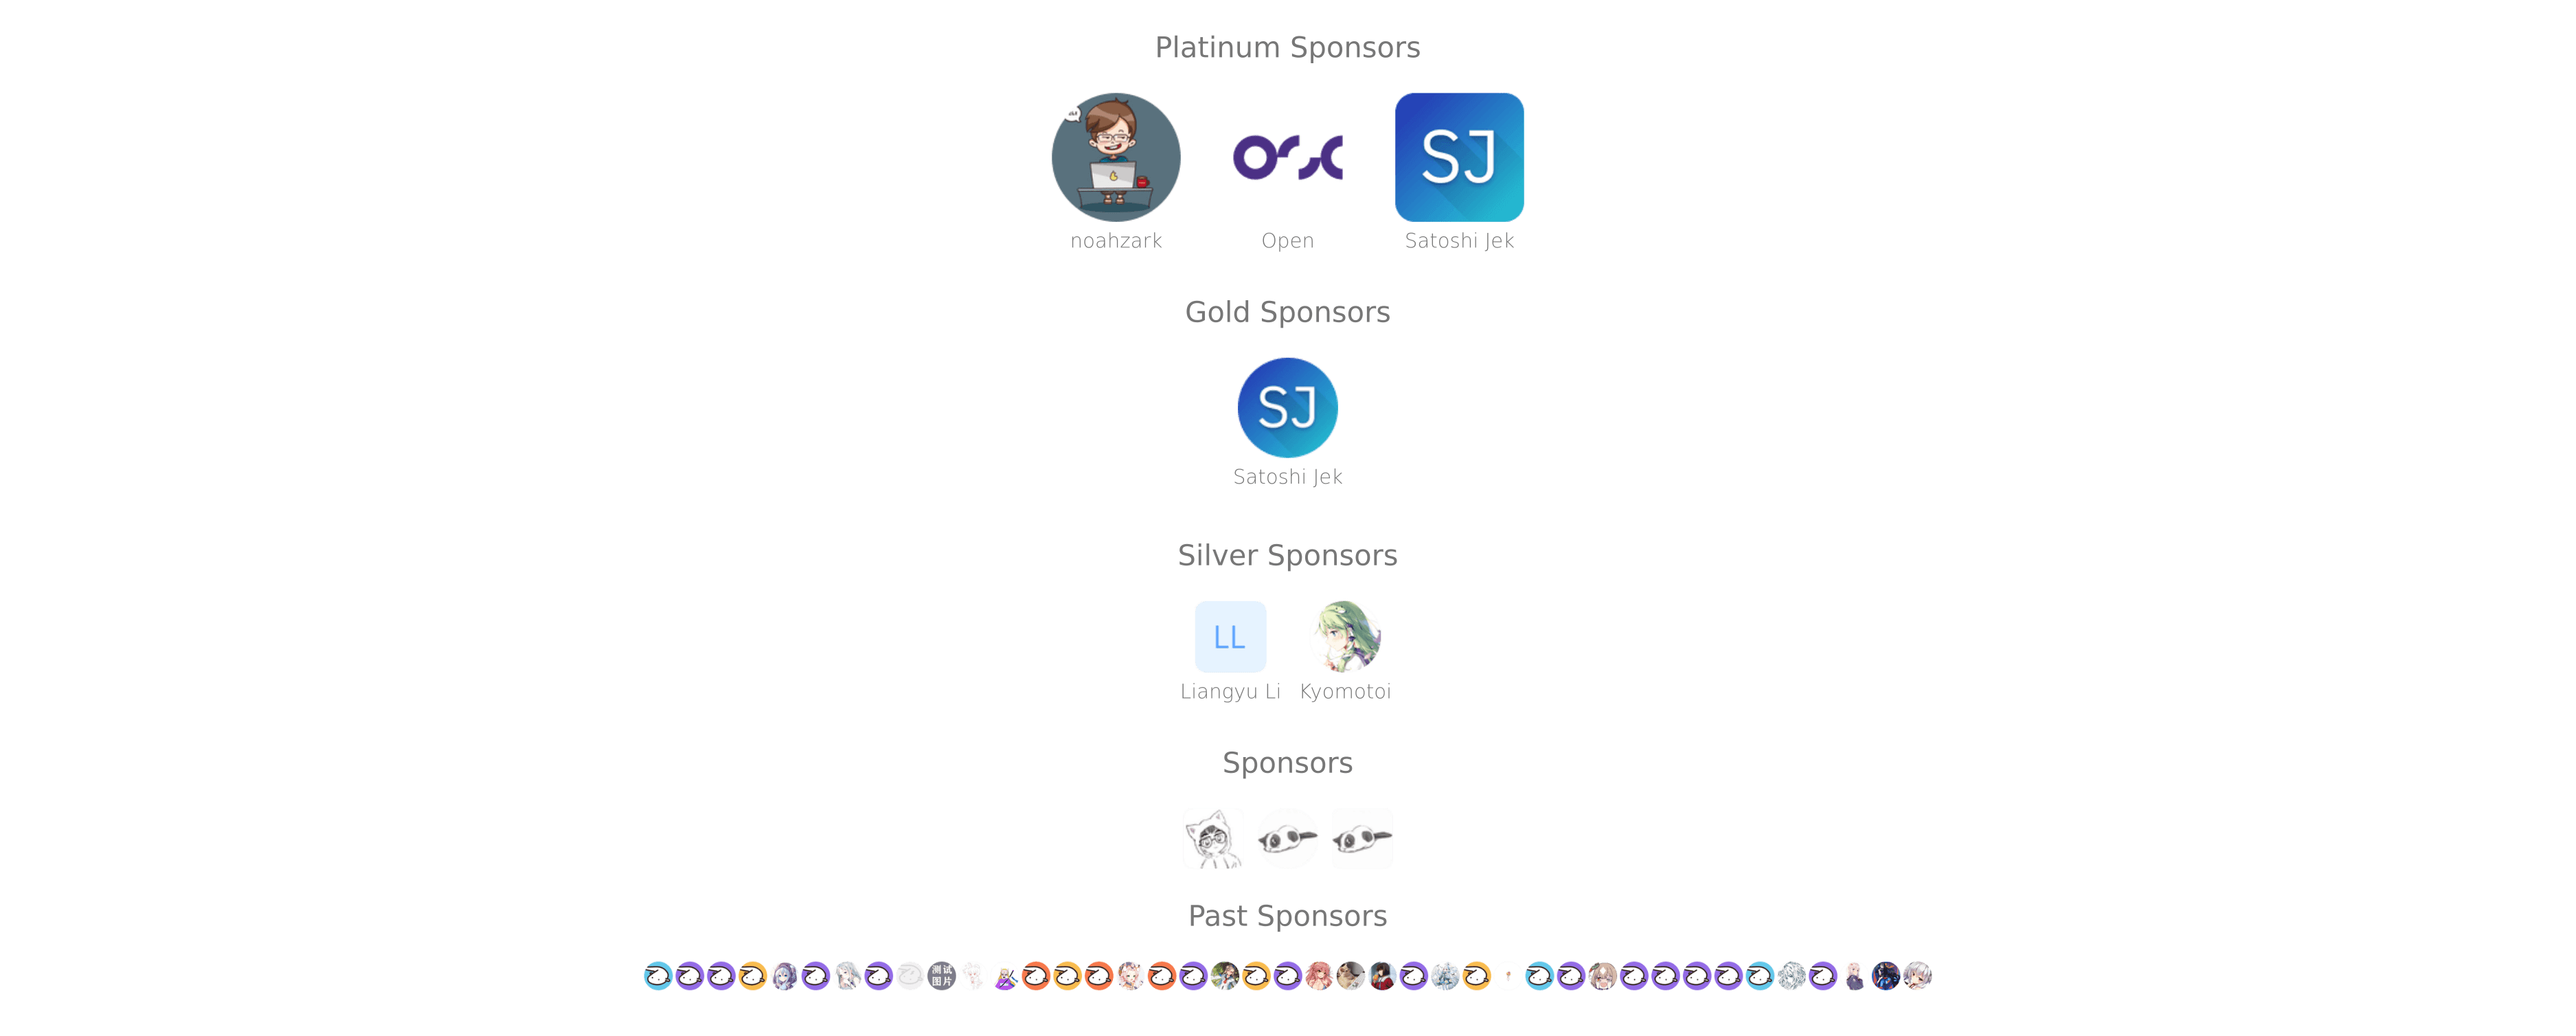 Platinum Sponsors
orsc
SJ
noahzark
Open
Satoshi Jek
Gold Sponsors
SJ
Satoshi Jek
Silver Sponsors
LL
Liangyu Li
Kyomotoi
Sponsors
Past Sponsors
测试
图片